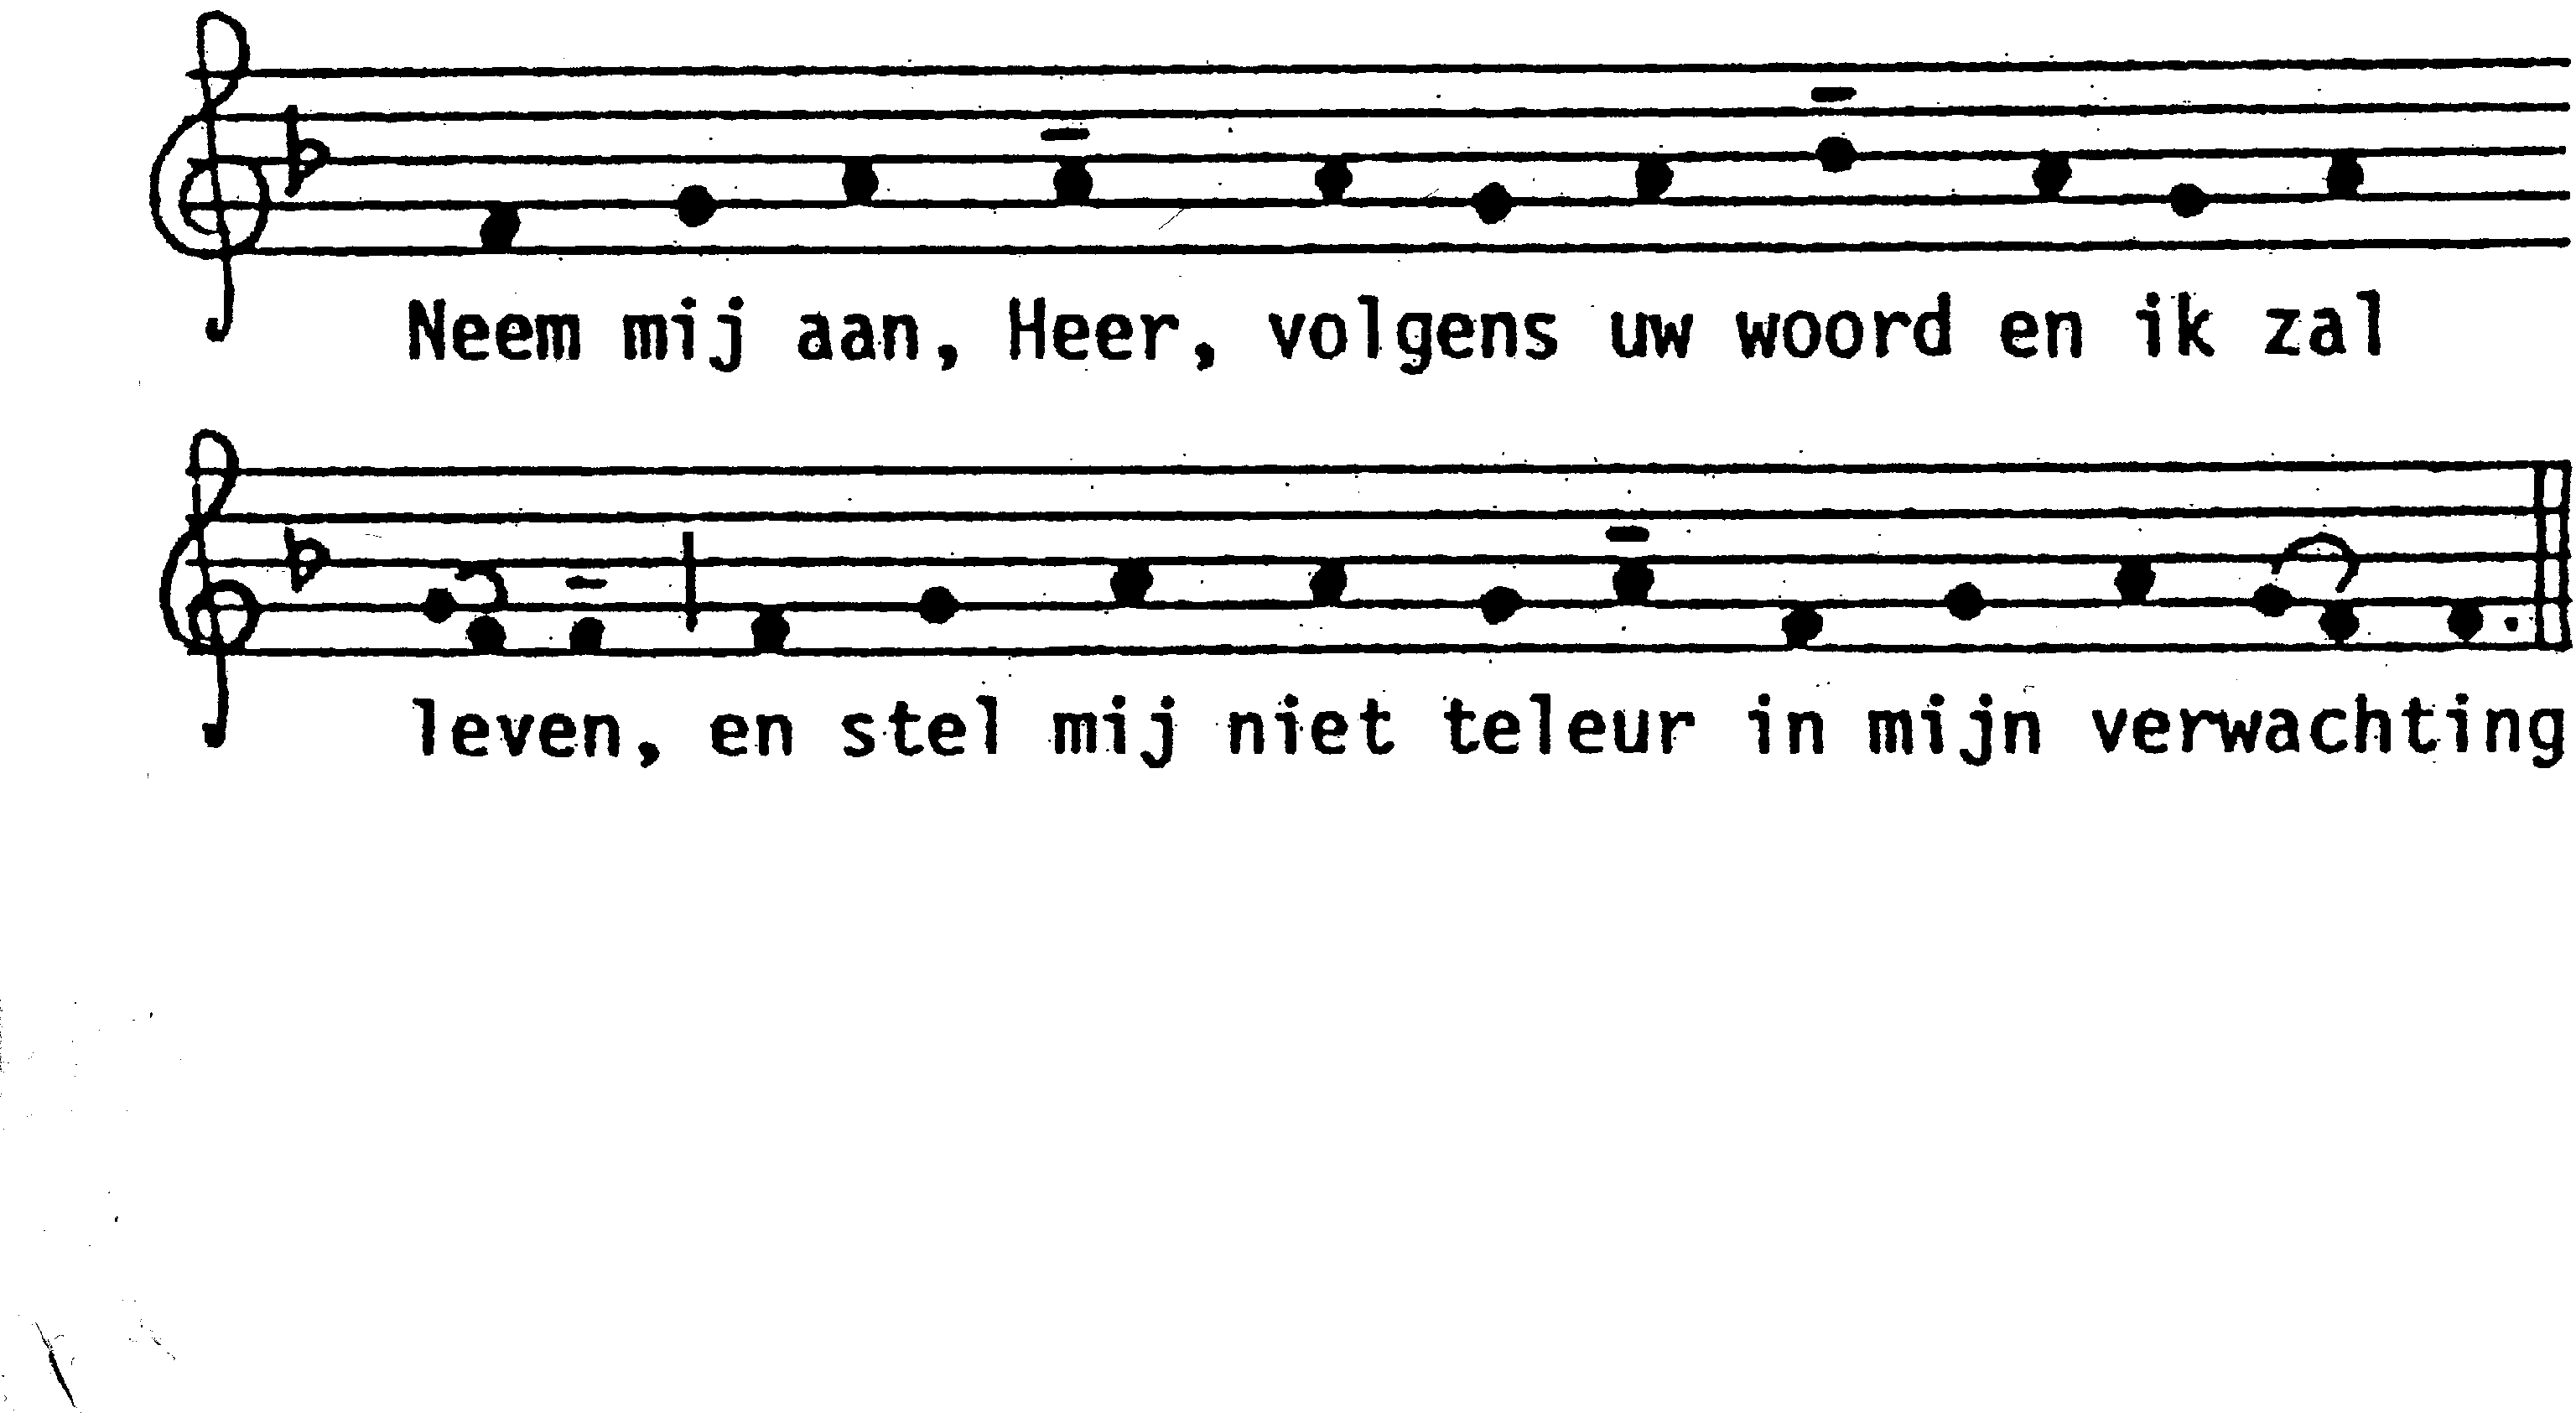 Neem mij aan, Heer, volgens uw woord en ik zal
leven, en stel mij niet teleur in mijn verwachting